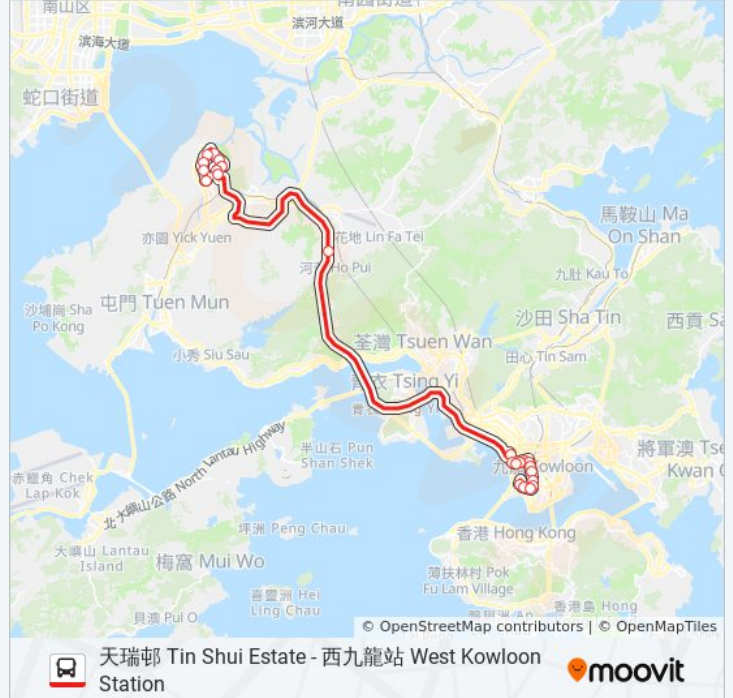 南山区
滨河大道
滨海大道
蛇口街道
馬鞍山 Ma
On Shan
亦園 Yick Yuen
花地 Lin Fa Tei
Ho Pui
九肚 Kau To
沙埔崗 Sha
Po Kong
屯門 Tuen Mun
沙田 Sha Tin
西貢
荃灣 Tsuen Wan
小秀 Siu Sau
田心 Tin Sam
青衣 Tsing Yi
將軍澳 Tse
Kwan
半山石 Pun
Shan Shek
Kowloon
赤鱲角 Chek
Lap Kok
北大嶼山公路 North Lantau Highway
坪洲 Peng Chau
香港 Hong Kong
大嶼山 Lantau
Island
梅窩 Mui Wo
薄扶林村 Pok
Fu Lam Village
喜靈洲 Hei
Ling Chau
香港島 Hong
貝澳 Pui O
© OpenStreetMap contributors | © OpenMapTiles
天瑞邨 Tin Shui Estate - 西九龍站 West Kowloon
Station
moovit